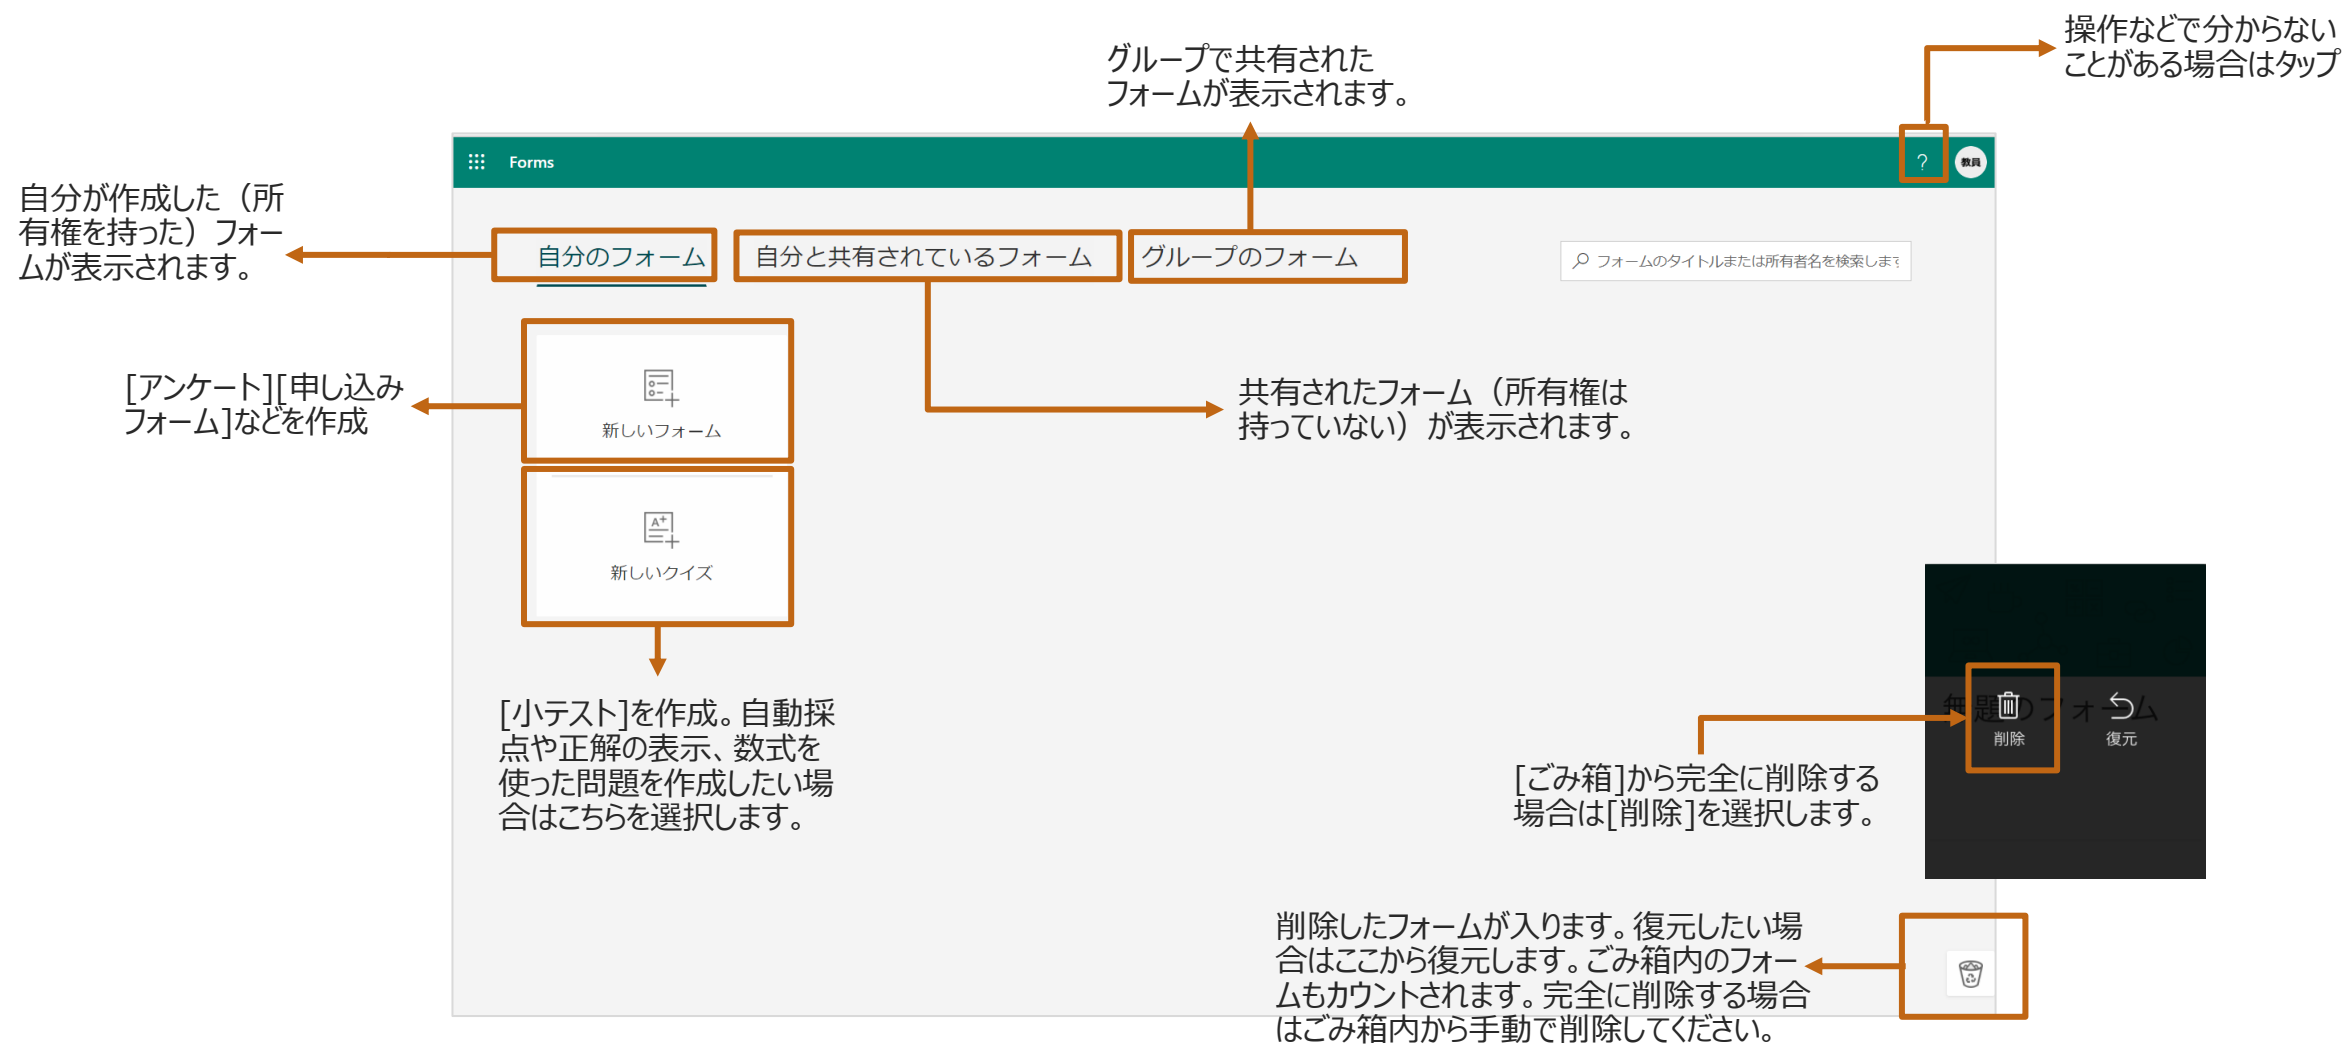 操作などで分からない
ことがある場合はタップ
グループで共有された
フォームが表示されます。
Forms
?
教員
自分が作成した（所
有権を持った）フォー
ムが表示されます。
自分のフォーム
自分と共有されているフォーム
グループのフォーム
フォームのタイトルまたは所有者名を検索します
[アンケート][申し込み
フォーム]などを作成
新しいフォーム
共有されたフォーム（所有権は
持っていない）が表示されます。
A+
新しいクイズ
[小テスト]を作成。自動採
点や正解の表示、数式を
使った問題を作成したい場
合はこちらを選択します。
無題のフォーム
削除
復元
[ごみ箱]から完全に削除する
場合は[削除]を選択します。
削除したフォームが入ります。復元したい場
合はここから復元します。ごみ箱内のフォー
ムもカウントされます。完全に削除する場合
はごみ箱内から手動で削除してください。